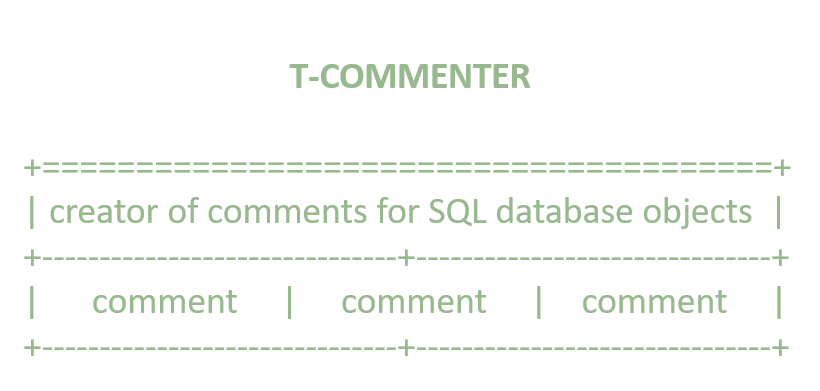 T-COMMENTER
+=======================================+
| creator of comments for SQL database objects |
+-------------------------------+-------------------------------+
| comment | comment | comment |
+-------------------------------+-------------------------------+